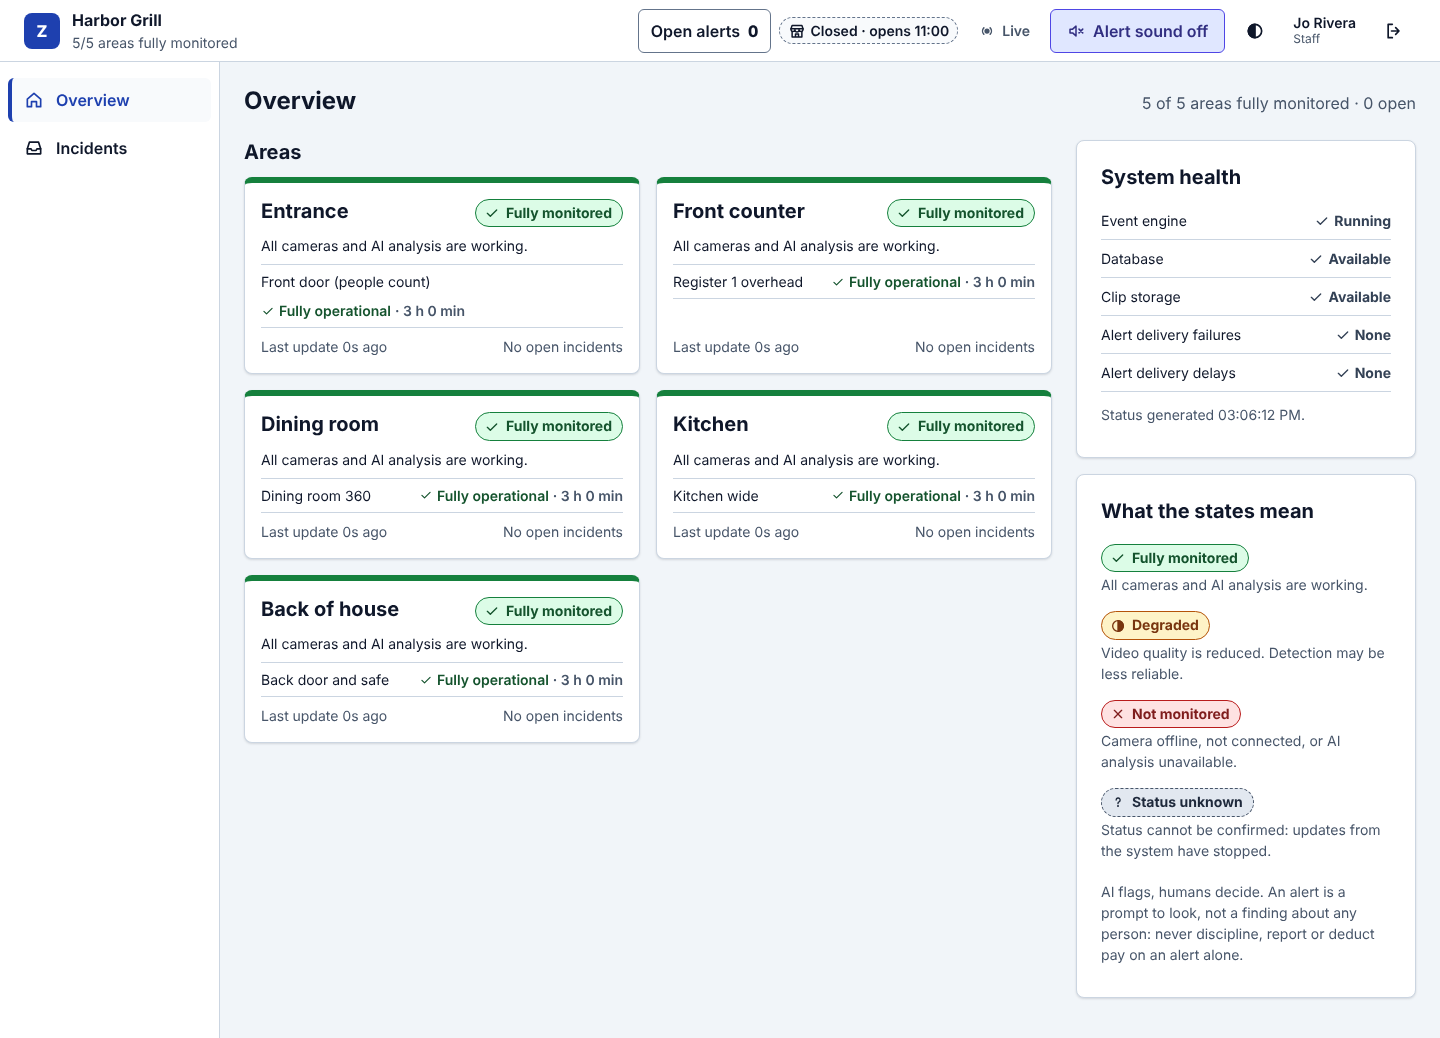 Z
Harbor Grill
5/5 areas fully monitored
Open alerts 0
Closed · opens 11:00
Live
Alert sound off
Jo Rivera
Staff
Overview
Incidents
Overview
5 of 5 areas fully monitored · 0 open
Areas
Entrance
Fully monitored
All cameras and AI analysis are working.
Front door (people count)
Fully operational · 3 h 0 min
Last update 0s ago
No open incidents
Front counter
Fully monitored
All cameras and AI analysis are working.
Register 1 overhead
Fully operational · 3 h 0 min
Last update 0s ago
No open incidents
Dining room
Fully monitored
All cameras and AI analysis are working.
Dining room 360
Fully operational · 3 h 0 min
Last update 0s ago
No open incidents
Kitchen
Fully monitored
All cameras and AI analysis are working.
Kitchen wide
Fully operational · 3 h 0 min
Last update 0s ago
No open incidents
Back of house
Fully monitored
All cameras and AI analysis are working.
Back door and safe
Fully operational · 3 h 0 min
Last update 0s ago
No open incidents
System health
Event engine
Running
Database
Available
Clip storage
Available
Alert delivery failures
None
Alert delivery delays
None
Status generated 03:06:12 PM.
What the states mean
Fully monitored
All cameras and AI analysis are working.
Degraded
Video quality is reduced. Detection may be
less reliable.
Not monitored
Camera offline, not connected, or AI
analysis unavailable.
? Status unknown
Status cannot be confirmed: updates from
the system have stopped.
AI flags, humans decide. An alert is a
prompt to look, not a finding about any
person: never discipline, report or deduct
pay on an alert alone.